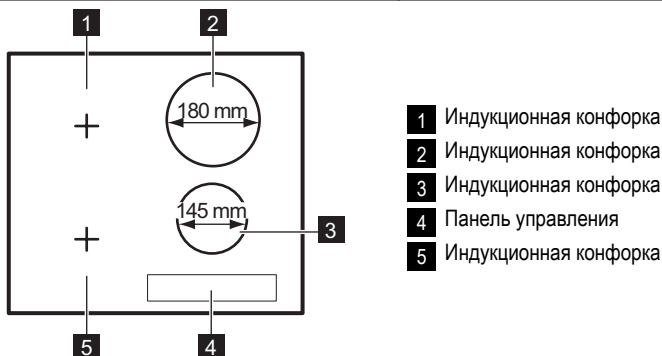 1
2
180 mm
145 mm
3
5
4
1 Индукционная конфорка
2 Индукционная конфорка
3 Индукционная конфорка
4 Панель управления
5 Индукционная конфорка